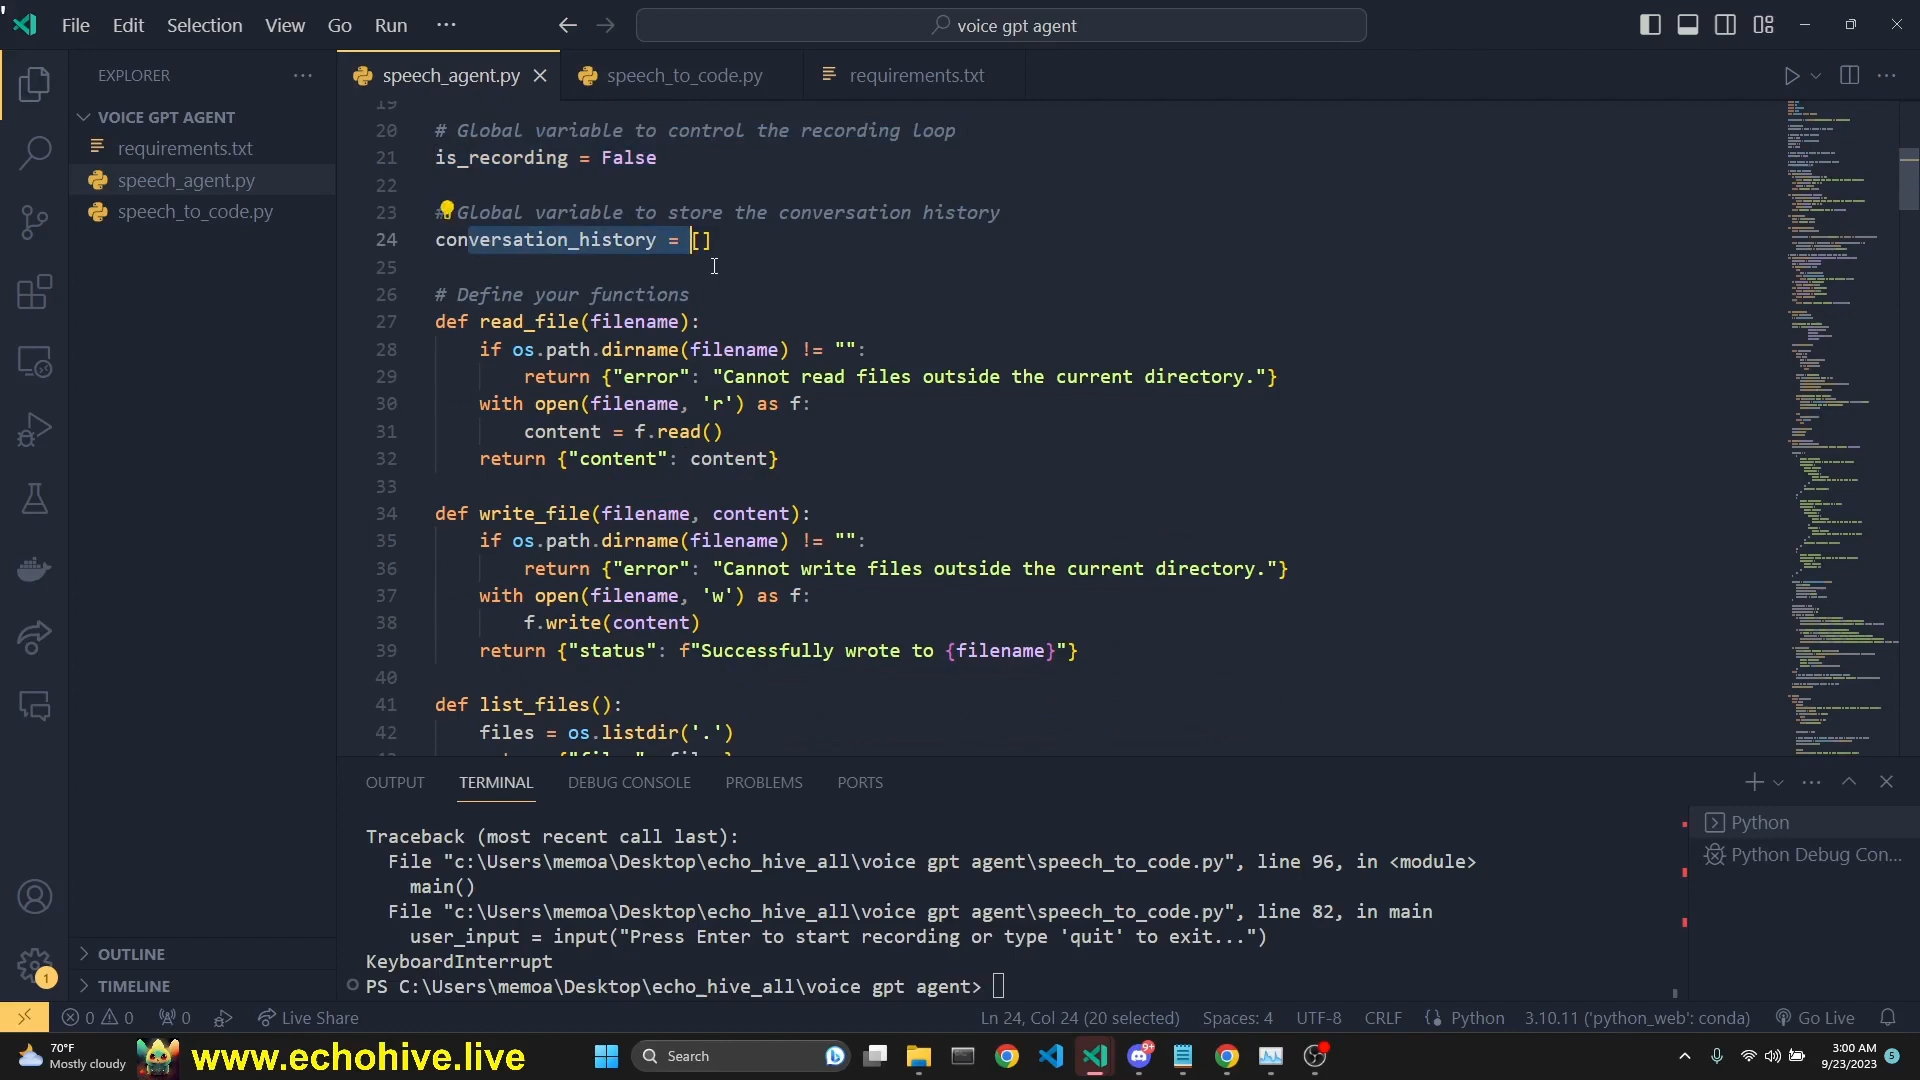 File Edit Selection View Go Run ···
voice gpt agent
EXPLORER
speech_agent.py
speech_to_code.py
requirements.txt
VOICE GPT AGENT
requirements.txt
speech_agent.py
speech_to_code.py
19
20 # Global variable to control the recording loop
21 is_recording = False
22
23 # Global variable to store the conversation history
24 conversation_history = []
25
26 # Define your functions
27 def read_file(filename):
28 if os.path.dirname(filename) != "":
29 return {"error": "Cannot read files outside the current directory."}
30 with open(filename, 'r') as f:
31 content = f.read()
32 return {"content": content}
33
34 def write_file(filename, content):
35 if os.path.dirname(filename) != "":
36 return {"error": "Cannot write files outside the current directory."}
37 with open(filename, 'w') as f:
38 f.write(content)
39 return {"status": f"Successfully wrote to {filename}"}
40
41 def list_files():
42 files = os.listdir('.')
OUTPUT TERMINAL DEBUG CONSOLE PROBLEMS PORTS
Traceback (most recent call last):
File "c:\Users\memoa\Desktop\echo_hive_all\voice gpt agent\speech_to_code.py", line 96, in <module>
main()
File "c:\Users\memoa\Desktop\echo_hive_all\voice gpt agent\speech_to_code.py", line 82, in main
user_input = input("Press Enter to start recording or type 'quit' to exit...")
KeyboardInterrupt
PS C:\Users\memoa\Desktop\echo_hive_all\voice gpt agent>
Python
Python Debug Con...
OUTLINE
TIMELINE
1
0 0 0 Live Share
Ln 24, Col 24 (20 selected) Spaces: 4 UTF-8 CRLF Python 3.10.11 ('python_web': conda) Go Live
70°F
Mostly cloudy
www.echohive.live
Search
9+
3:00 AM
9/23/2023
5